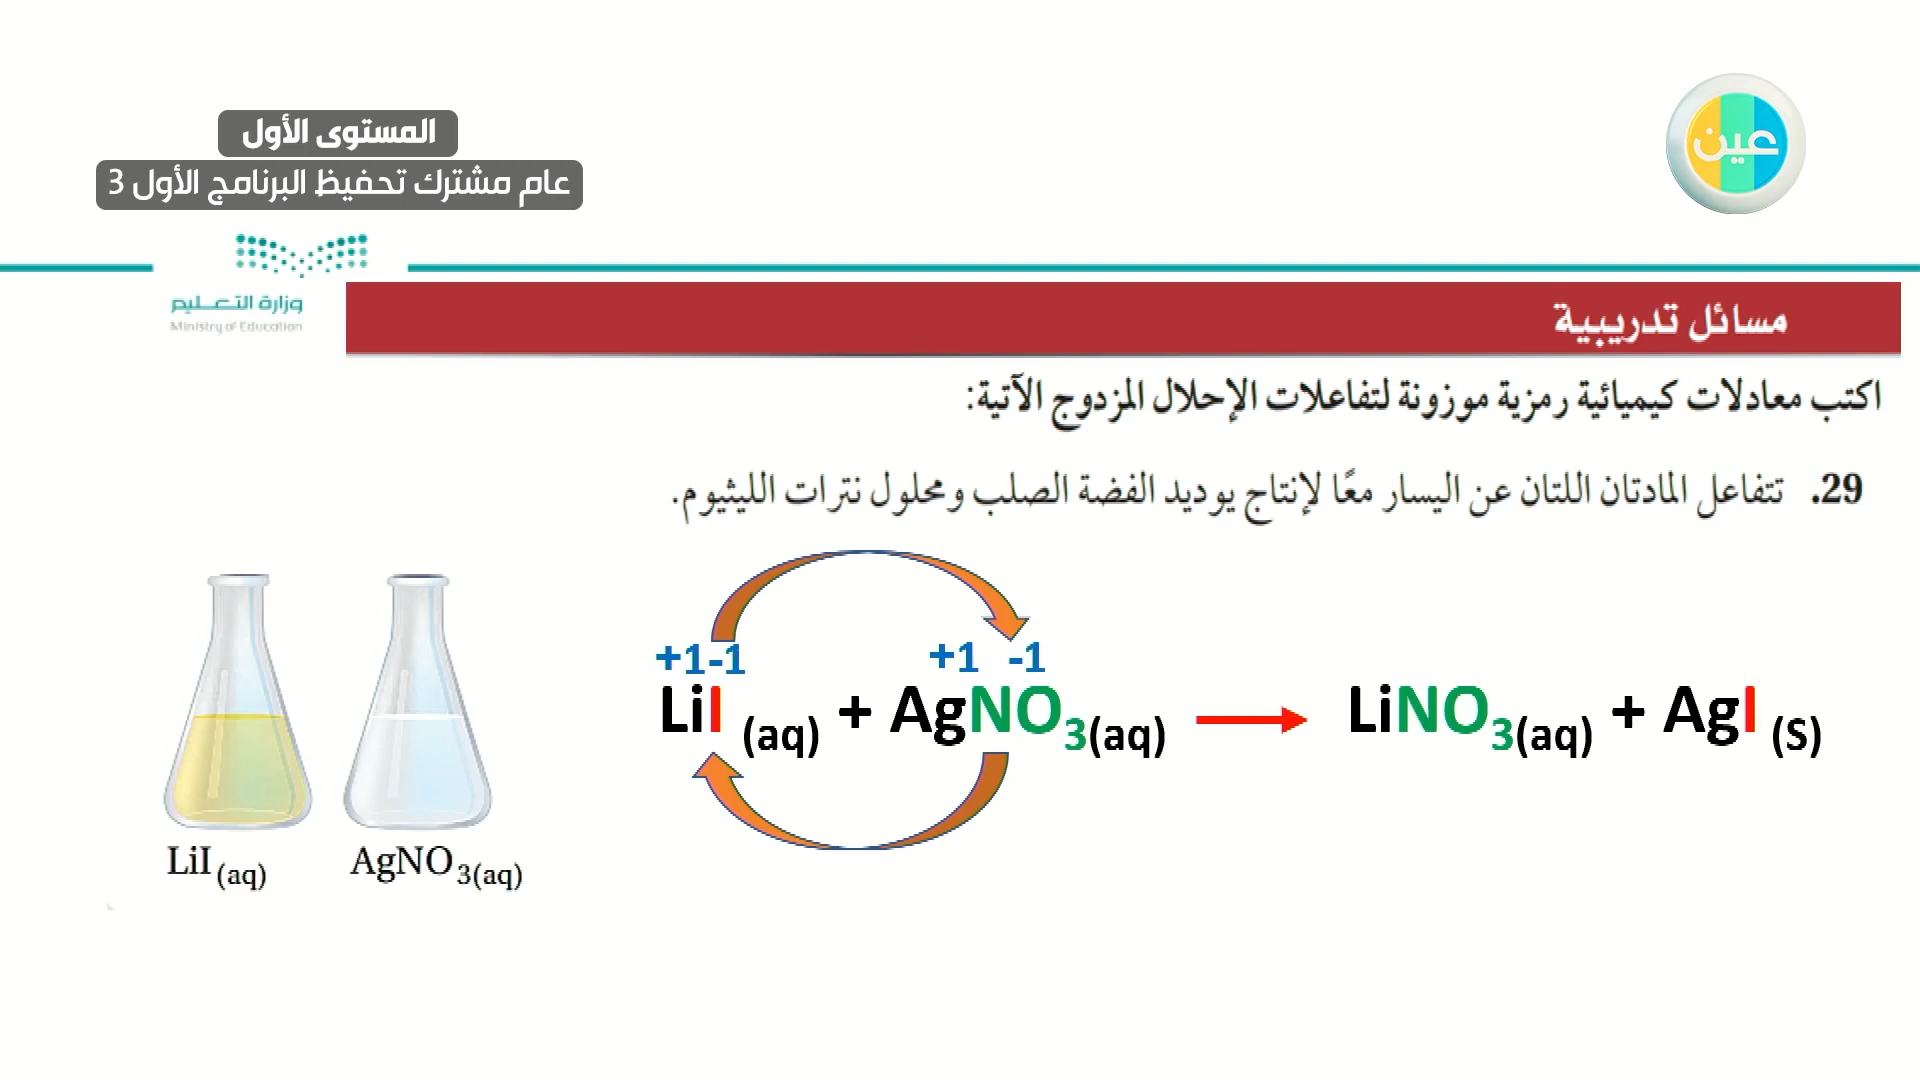 المستوى الأول
عام مشترك تحفيظ البرنامج الأول 3
عين
وزارة التعليم
Ministry of Education
مسائل تدريبية
اكتب معادلات كيميائية رمزية موزونة لتفاعلات الإحلال المزدوج الآتية:
29. تتفاعل المادتان اللتان عن اليسار معًا لإنتاج يوديد الفضة الصلب ومحلول نترات الليثيوم.
+1-1 +1 -1
LiI (aq) + AgNO3(aq) → LiNO3(aq) + AgI (S)
LiI (aq) AgNO3(aq)